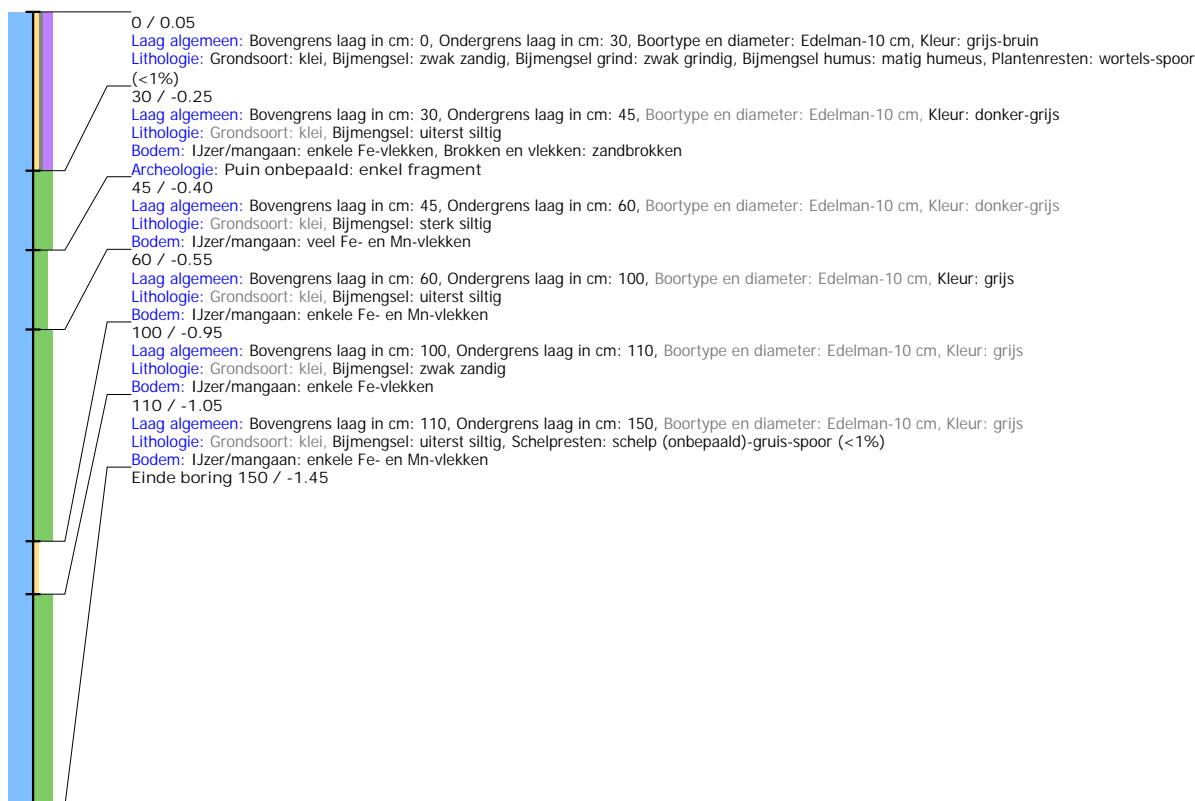 0 / 0.05
Laag algemeen: Bovengrens laag in cm: 0, Ondergrens laag in cm: 30, Boortype en diameter: Edelman-10 cm, Kleur: grijs-bruin
Lithologie: Grondsoort: klei, Bijmengsel: zwak zandig, Bijmengsel grind: zwak grindig, Bijmengsel humus: matig humeus, Plantenresten: wortels-spoor
(<1%)
30 / -0.25
Laag algemeen: Bovengrens laag in cm: 30, Ondergrens laag in cm: 45, Boortype en diameter: Edelman-10 cm, Kleur: donker-grijs
Lithologie: Grondsoort: klei, Bijmengsel: uiterst siltig
Bodem: IJzer/mangaan: enkele Fe-vlekken, Brokken en vlekken: zandbrokken
Archeologie: Puin onbepaald: enkel fragment
45 / -0.40
Laag algemeen: Bovengrens laag in cm: 45, Ondergrens laag in cm: 60, Boortype en diameter: Edelman-10 cm, Kleur: donker-grijs
Lithologie: Grondsoort: klei, Bijmengsel: sterk siltig
Bodem: IJzer/mangaan: veel Fe- en Mn-vlekken
60 / -0.55
Laag algemeen: Bovengrens laag in cm: 60, Ondergrens laag in cm: 100, Boortype en diameter: Edelman-10 cm, Kleur: grijs
Lithologie: Grondsoort: klei, Bijmengsel: uiterst siltig
Bodem: IJzer/mangaan: enkele Fe- en Mn-vlekken
100 / -0.95
Laag algemeen: Bovengrens laag in cm: 100, Ondergrens laag in cm: 110, Boortype en diameter: Edelman-10 cm, Kleur: grijs
Lithologie: Grondsoort: klei, Bijmengsel: zwak zandig
Bodem: IJzer/mangaan: enkele Fe-vlekken
110 / -1.05
Laag algemeen: Bovengrens laag in cm: 110, Ondergrens laag in cm: 150, Boortype en diameter: Edelman-10 cm, Kleur: grijs
Lithologie: Grondsoort: klei, Bijmengsel: uiterst siltig, Schelpresten: schelp (onbepaald)-gruis-spoor (<1%)
Bodem: IJzer/mangaan: enkele Fe- en Mn-vlekken
Einde boring 150 / -1.45